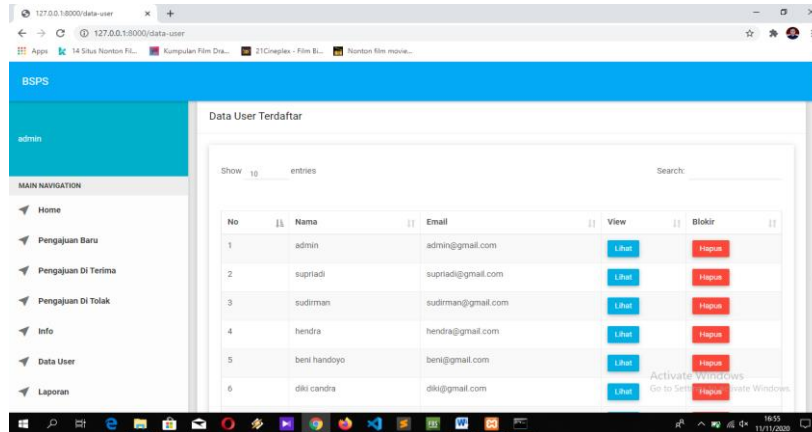 127.0.0.1:8000/data-user
127.0.0.1:8000/data-user
Apps 14 Situs Nonton Fil... Kumpulan Film Dra... 21Cineplex - Film Bi... Nonton film movie...
BSPS
admin
MAIN NAVIGATION
Home
Pengajuan Baru
Pengajuan Di Terima
Pengajuan Di Tolak
Info
Data User
Laporan
Data User Terdaftar
Show 10 entries Search:
No Nama Email View Blokir
1 admin admin@gmail.com Lihat Hapus
2 supriadi supriadi@gmail.com Lihat Hapus
3 sudirman sudirman@gmail.com Lihat Hapus
4 hendra hendra@gmail.com Lihat Hapus
5 beni handoyo beni@gmail.com Lihat Hapus
6 diki candra diki@gmail.com Lihat Hapus
Activate Windows
Go to Windows.
16:55
11/11/2020